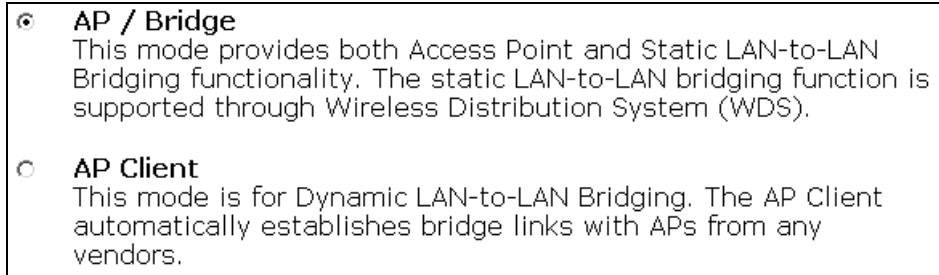 AP / Bridge
This mode provides both Access Point and Static LAN-to-LAN
Bridging functionality. The static LAN-to-LAN bridging function is
supported through Wireless Distribution System (WDS).
AP Client
This mode is for Dynamic LAN-to-LAN Bridging. The AP Client
automatically establishes bridge links with APs from any
vendors.